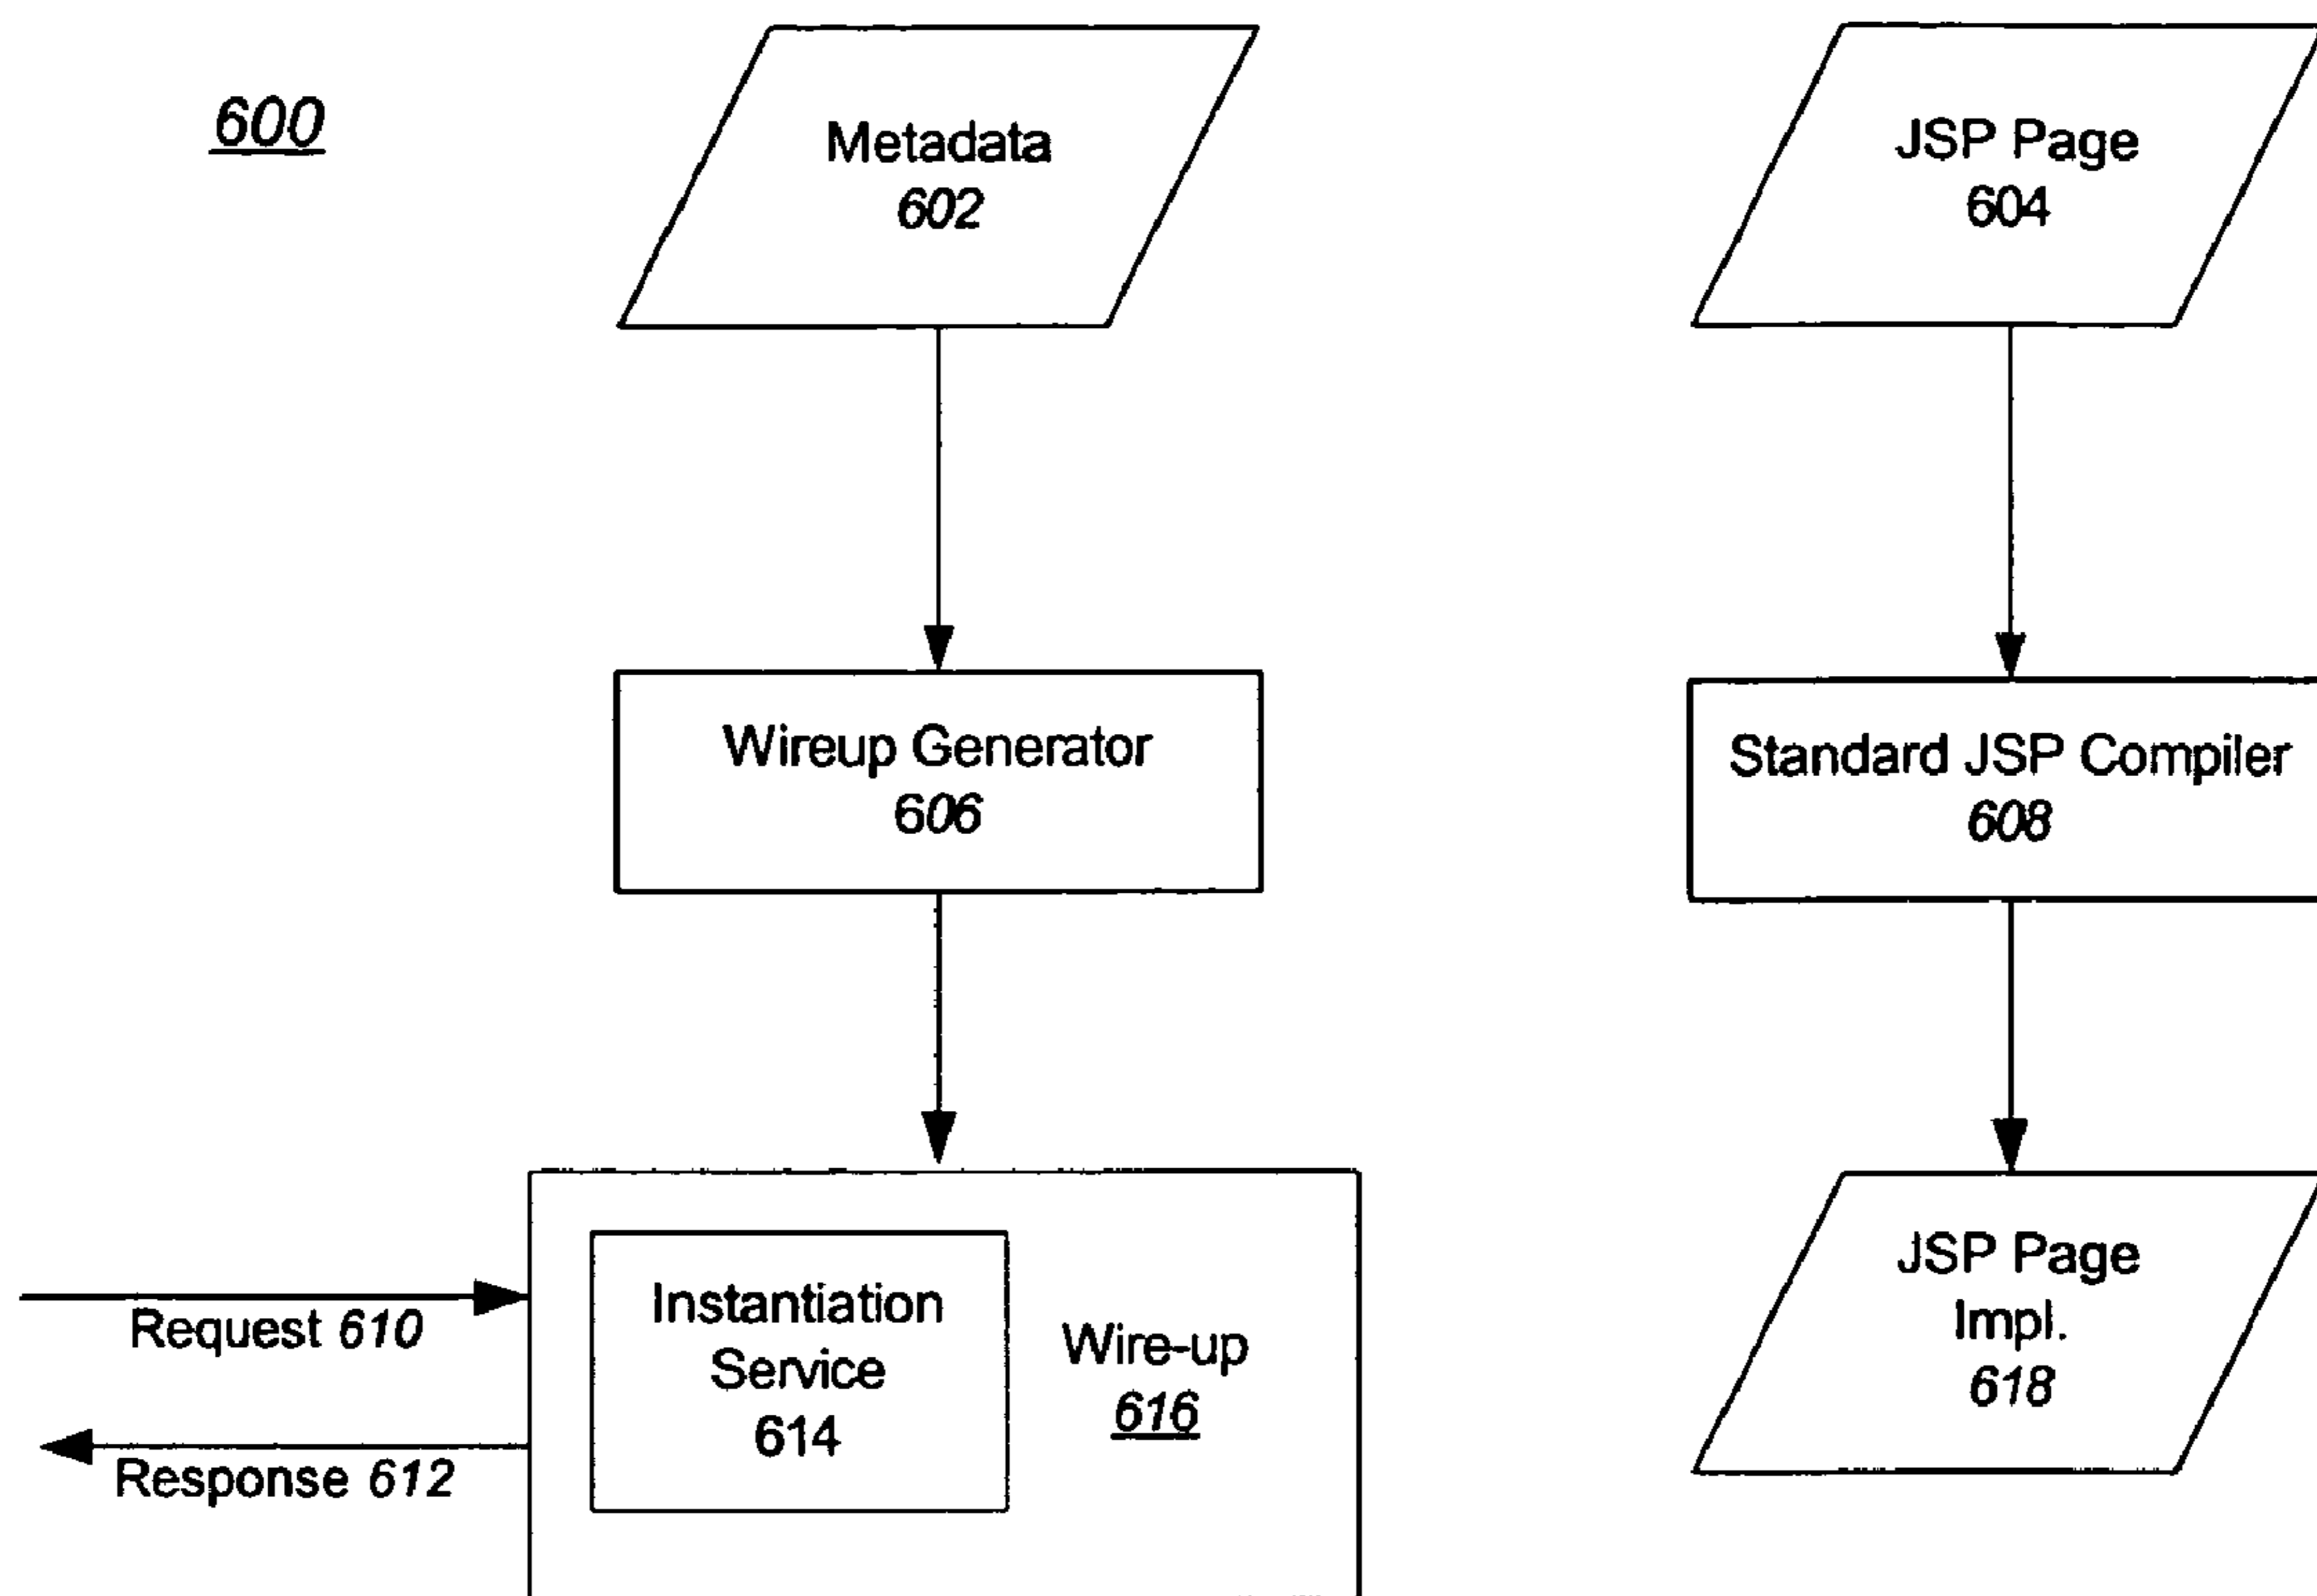 600
Metadata
602
JSP Page
604
Wireup Generator
606
Standard JSP Compiler
608
Request 610
Response 612
Instantiation
Service
614
Wire-up
616
JSP Page
Impl.
618